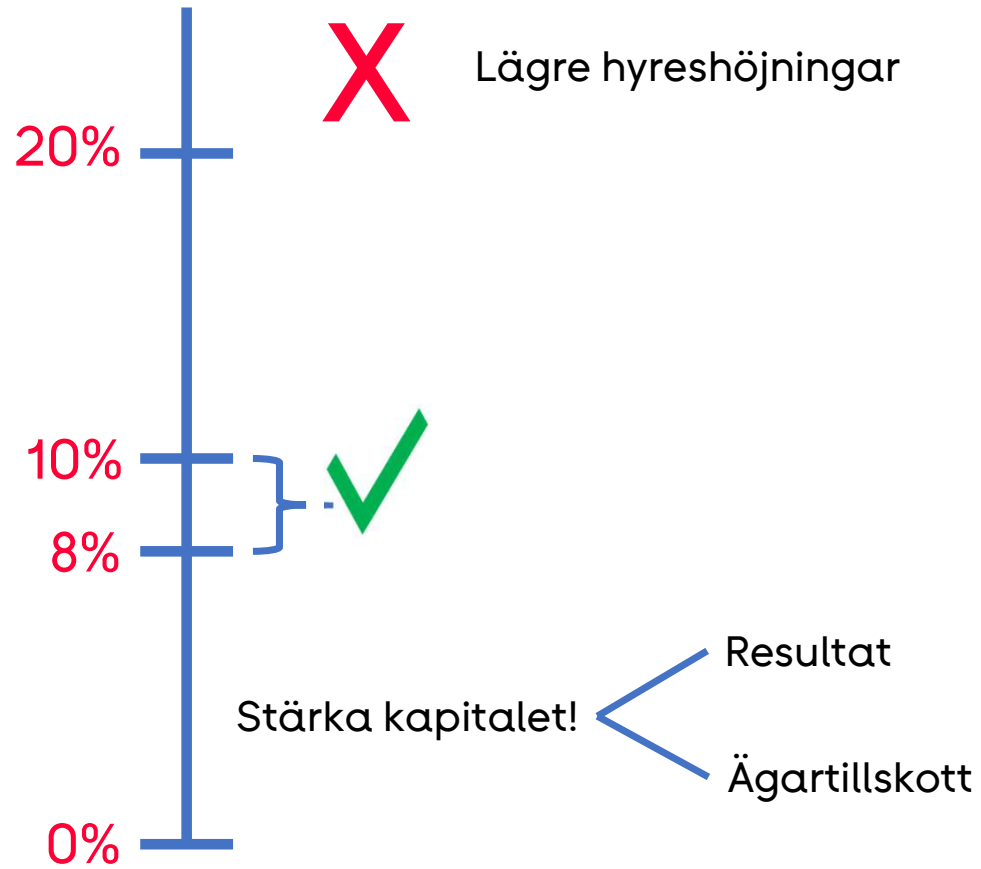 X
Lägre hyreshöjningar
20%
10%
8%
Resultat
Stärka kapitalet!
Ägartillskott
0%